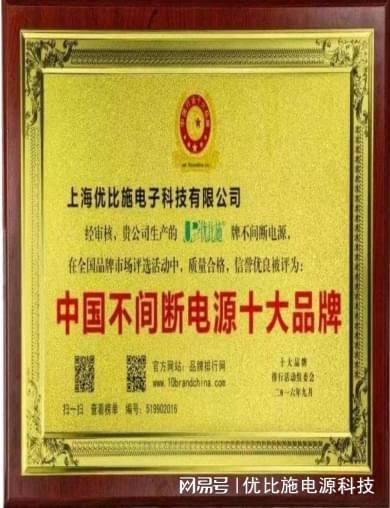 上海优比施电子科技有限公司
经审核，贵公司生产的 UP优比施 牌不间断电源，
在全国品牌市场评选活动中，质量合格，信誉优良被评为：
中国不间断电源十大品牌
官方网站：品牌排行网
www.10brandchina.com
扫一扫 查看榜单 编号：519902016
十大品牌
排行活动组委会
二〇一六年九月
网易号 | 优比施电源科技